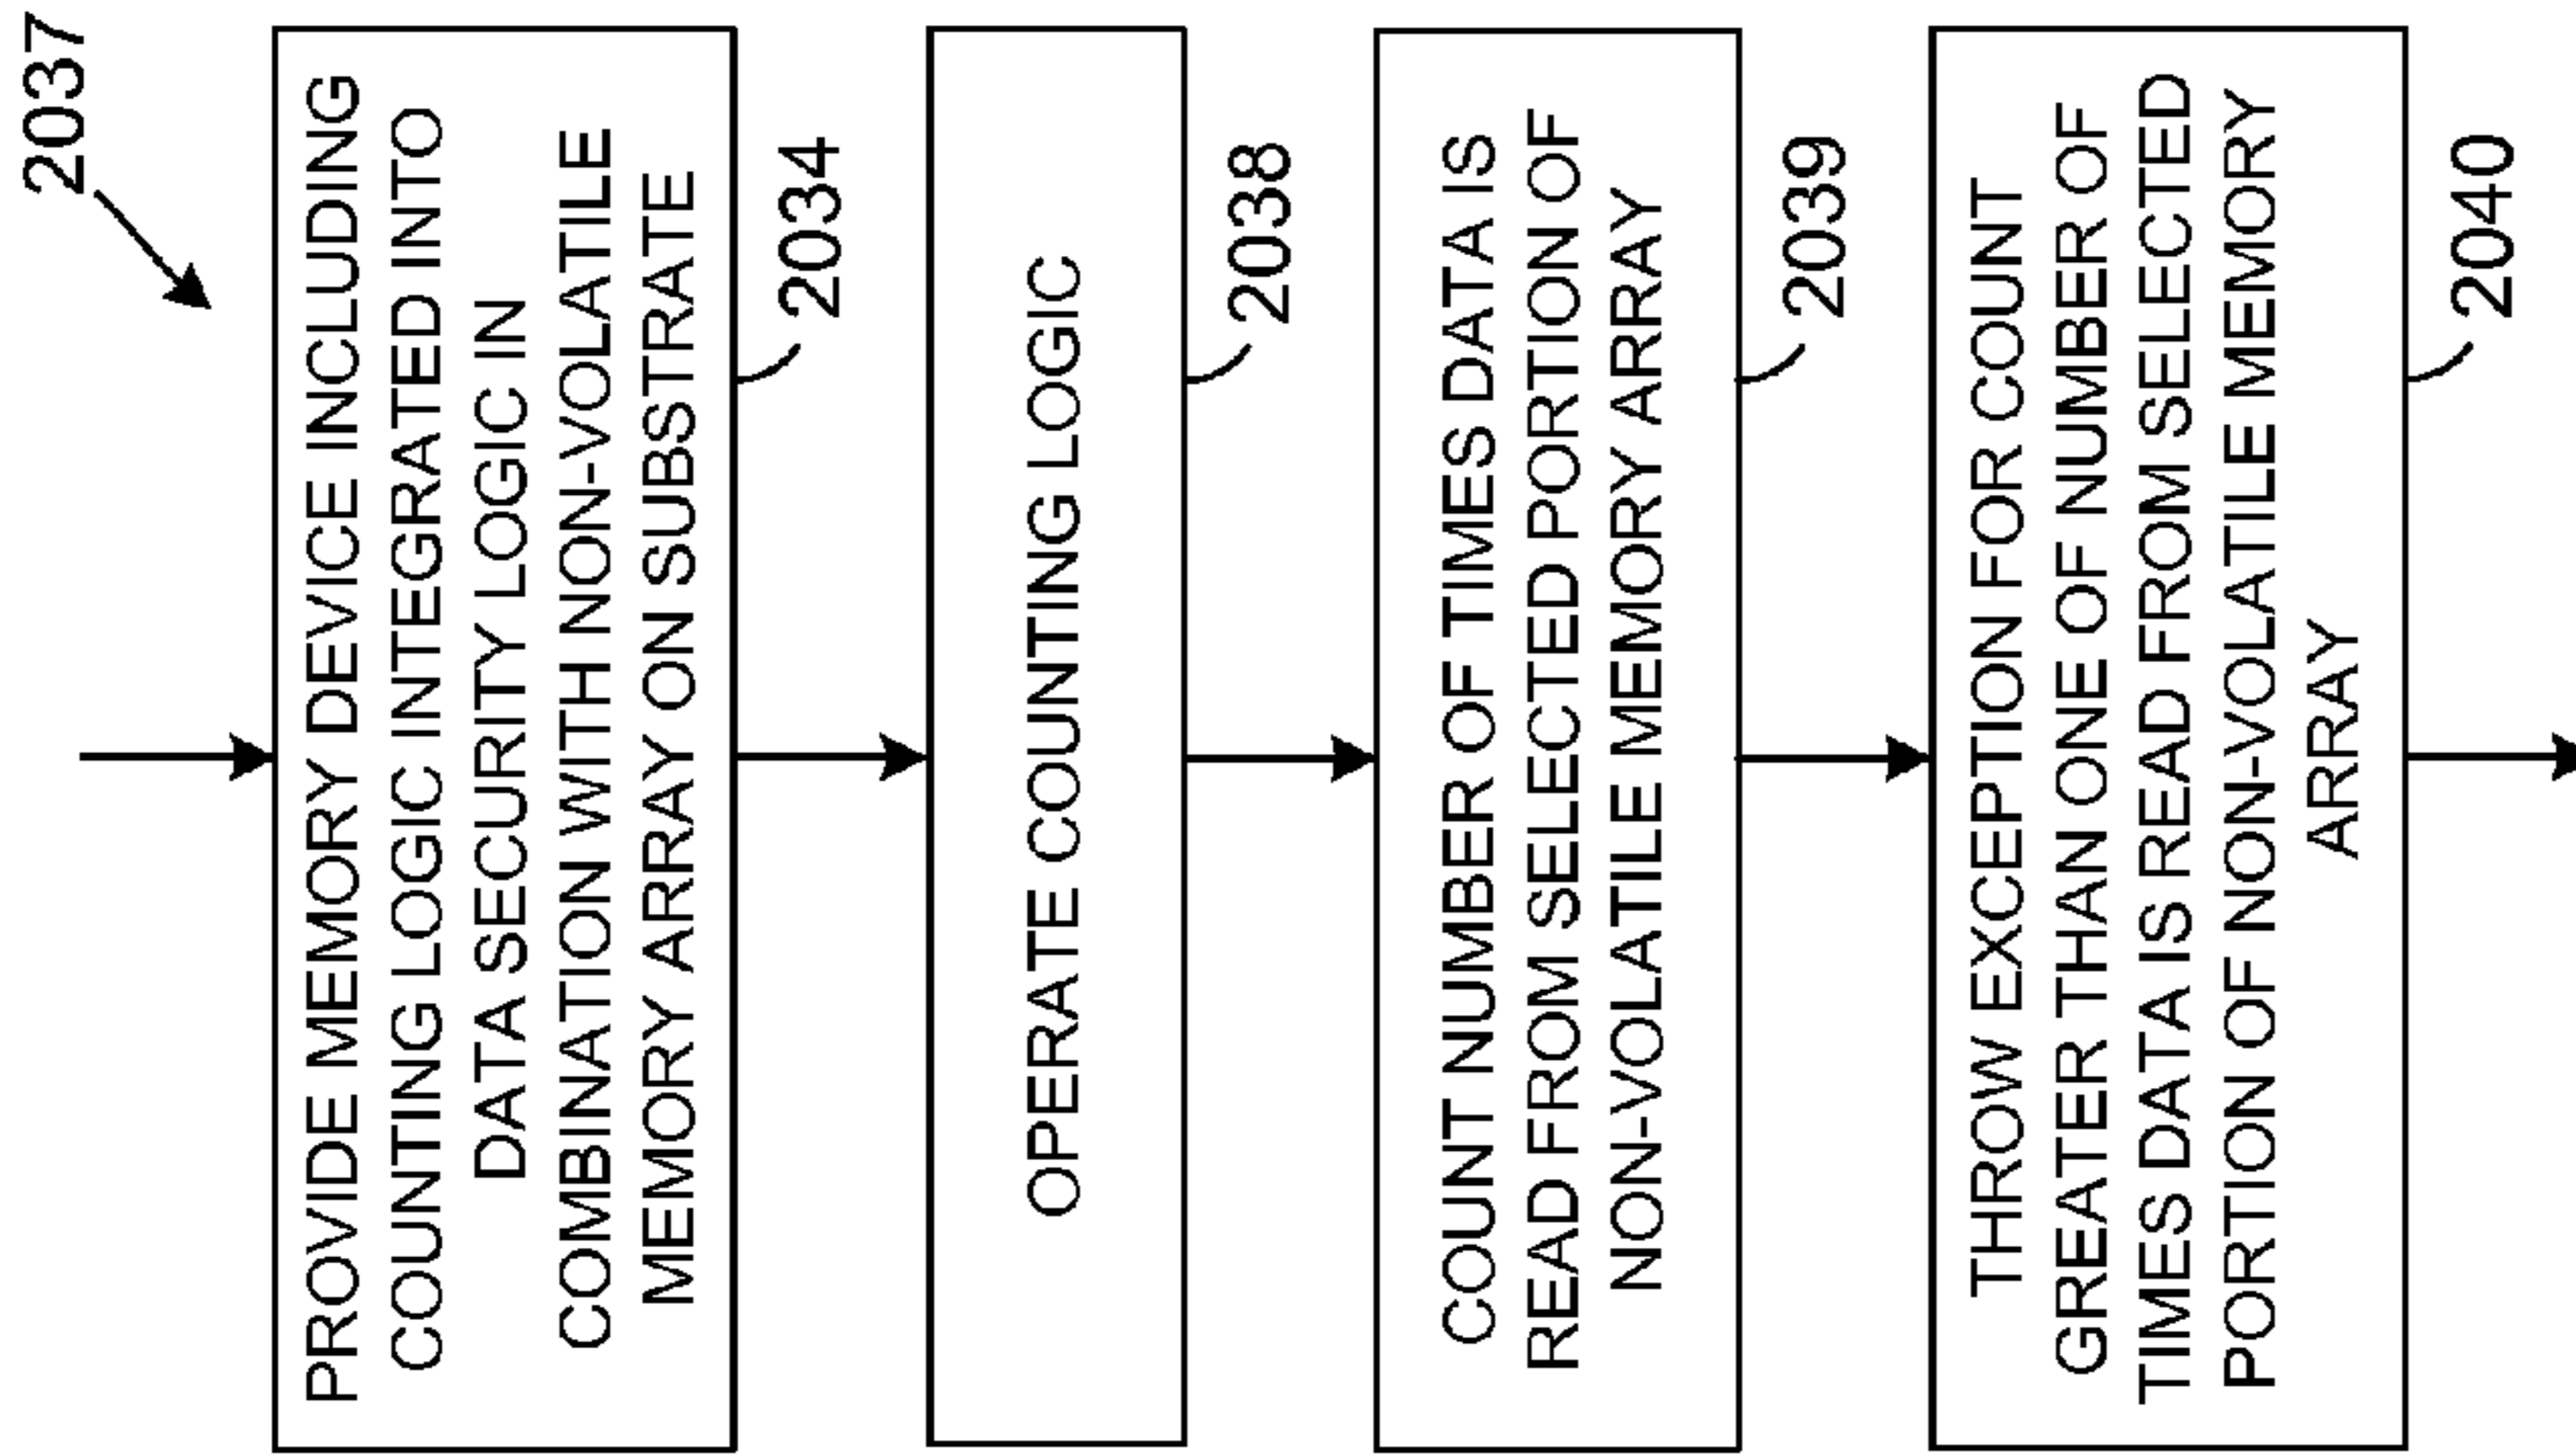 2037
PROVIDE MEMORY DEVICE INCLUDING
COUNTING LOGIC INTEGRATED INTO
DATA SECURITY LOGIC IN
COMBINATION WITH NON-VOLATILE
MEMORY ARRAY ON SUBSTRATE
2034
OPERATE COUNTING LOGIC
2038
COUNT NUMBER OF TIMES DATA IS
READ FROM SELECTED PORTION OF
NON-VOLATILE MEMORY ARRAY
2039
THROW EXCEPTION FOR COUNT
GREATER THAN ONE OF NUMBER OF
TIMES DATA IS READ FROM SELECTED
PORTION OF NON-VOLATILE MEMORY
ARRAY
2040